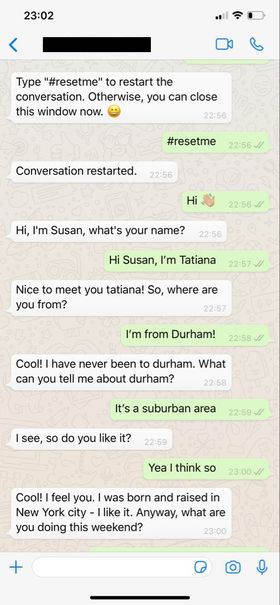 23:02
Type "#resetme" to restart the
conversation. Otherwise, you can close
this window now. 😄
22:56
#resetme
22:56
Conversation restarted.
22:56
Hi 👋🏼
22:56
Hi, I'm Susan, what's your name?
22:56
Hi Susan, I'm Tatiana
22:57
Nice to meet you tatiana! So, where are
you from?
22:57
I'm from Durham!
22:58
Cool! I have never been to durham. What
can you tell me about durham?
22:58
It's a suburban area
22:59
I see, so do you like it?
22:59
Yea I think so
23:00
Cool! I feel you. I was born and raised in
New York city - I like it. Anyway, what are
you doing this weekend?
23:00